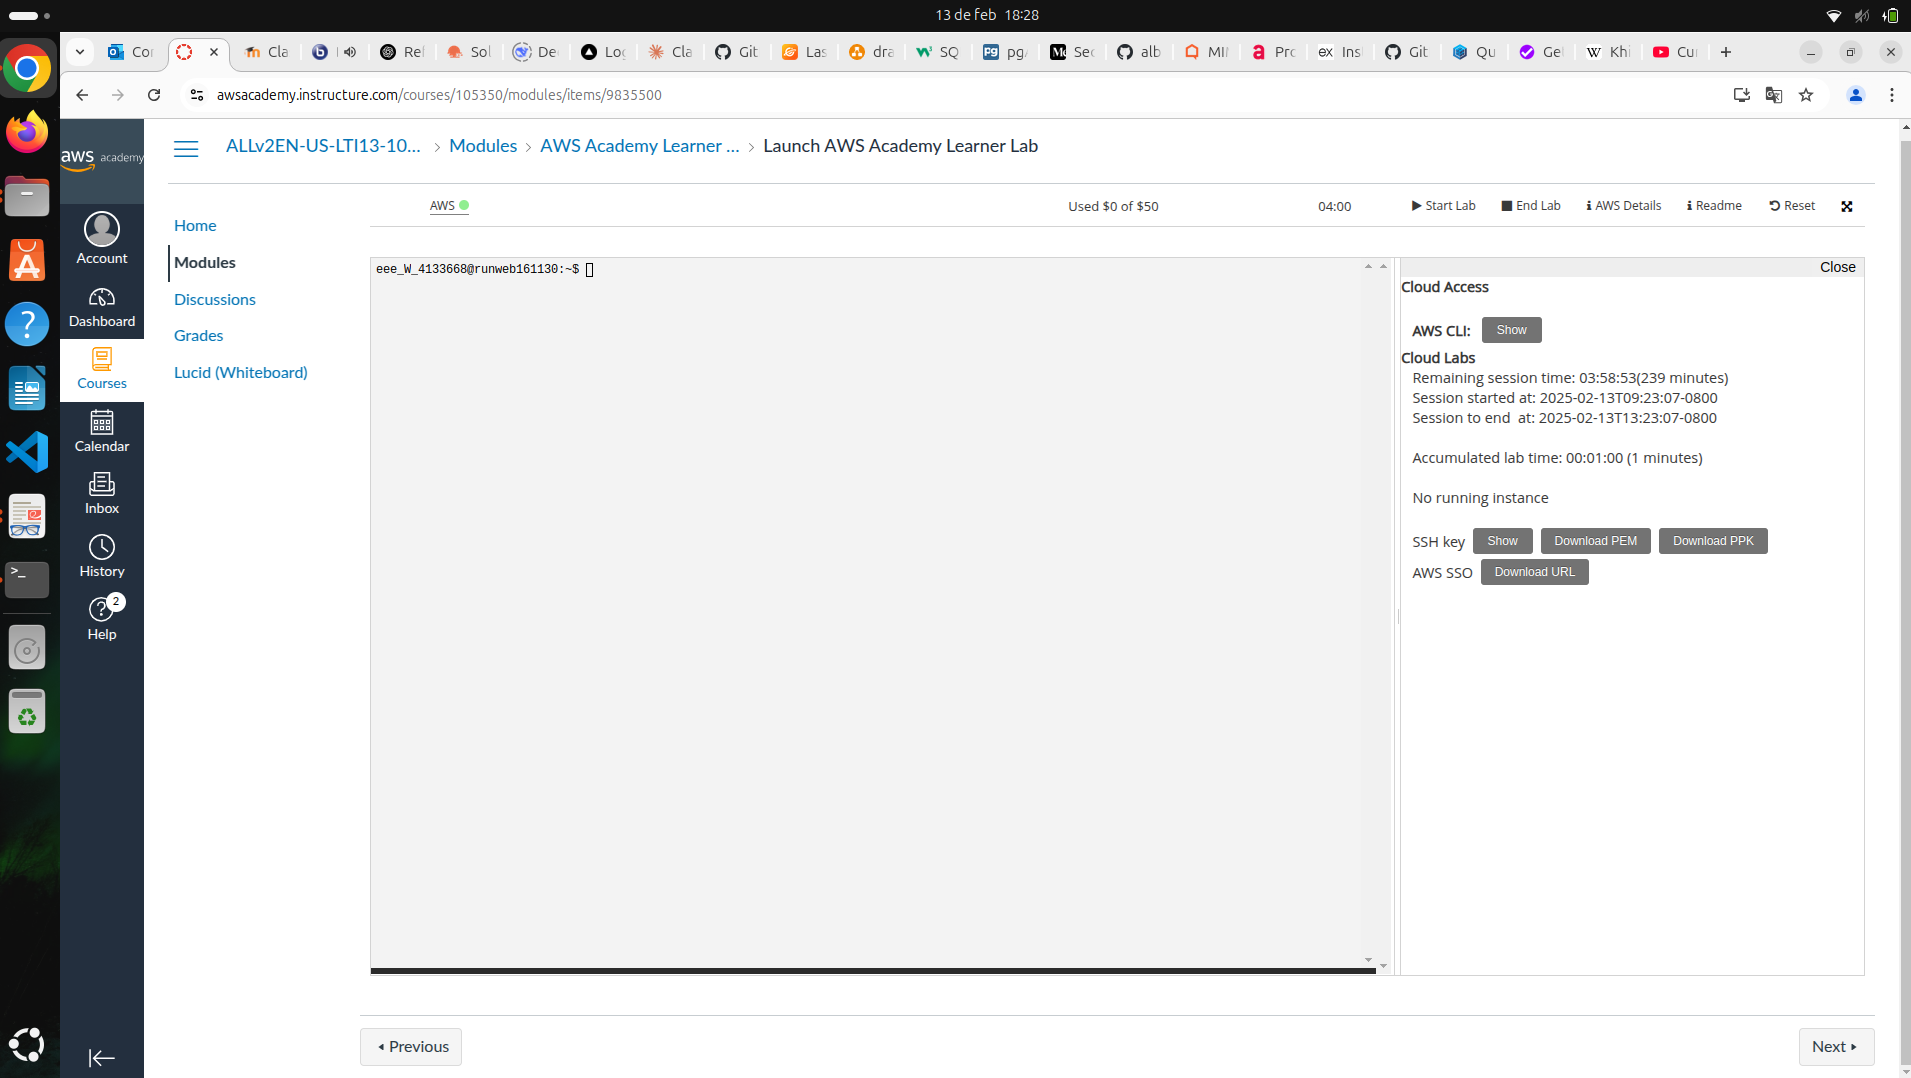 13 de feb 18:28
Co
Cla
Ref
Sol
De
Log
Cla
Git
Las
dra
SQ
pg
Sec
alb
MI
Pro
ex Ins
Git
Qu
Gel
W Khi
Cur
awsacademy.instructure.com/courses/105350/modules/items/9835500
aws academy
ALLv2EN-US-LTI13-10... > Modules > AWS Academy Learner ... > Launch AWS Academy Learner Lab
AWS
Used $0 of $50
04:00
Start Lab
End Lab
AWS Details
Readme
Reset
Home
Modules
Discussions
Grades
Lucid (Whiteboard)
Account
Dashboard
Courses
Calendar
Inbox
History
2
Help
eee_W_4133668@runweb161130:~$
Close
Cloud Access
AWS CLI: Show
Cloud Labs
Remaining session time: 03:58:53(239 minutes)
Session started at: 2025-02-13T09:23:07-0800
Session to end at: 2025-02-13T13:23:07-0800
Accumulated lab time: 00:01:00 (1 minutes)
No running instance
SSH key Show Download PEM Download PPK
AWS SSO Download URL
Previous
Next